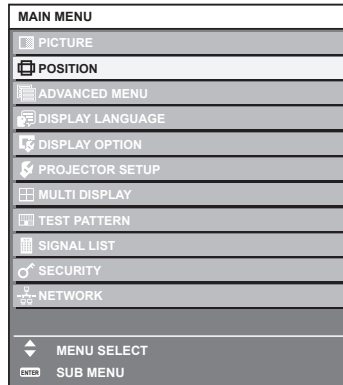 MAIN MENU
PICTURE
POSITION
ADVANCED MENU
DISPLAY LANGUAGE
DISPLAY OPTION
PROJECTOR SETUP
MULTI DISPLAY
TEST PATTERN
SIGNAL LIST
SECURITY
NETWORK
MENU SELECT
ENTER SUB MENU